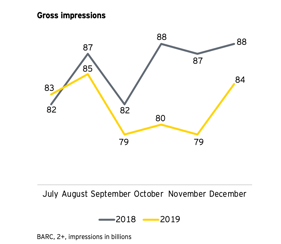 Gross impressions
88 88
87 87
85 84
83
82 82
80
79 79
July August September October November December
2018 2019
BARC, 2+, impressions in billions